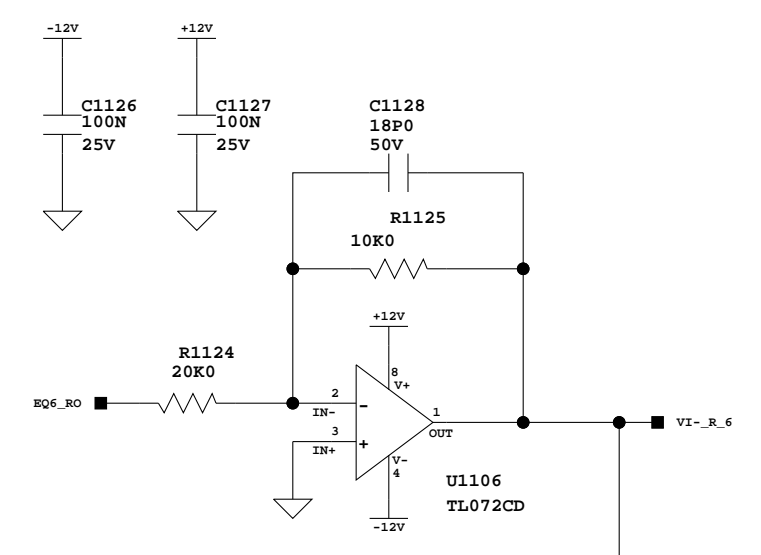 -12V
+12V
C1126
100N
25V
C1127
100N
25V
C1128
18P0
50V
R1125
10K0
+12V
R1124
20K0
8
V+
EQ6_RO
2
IN-
-
1
OUT
VI-_R_6
3
IN+
+
V-
4
U1106
TL072CD
-12V